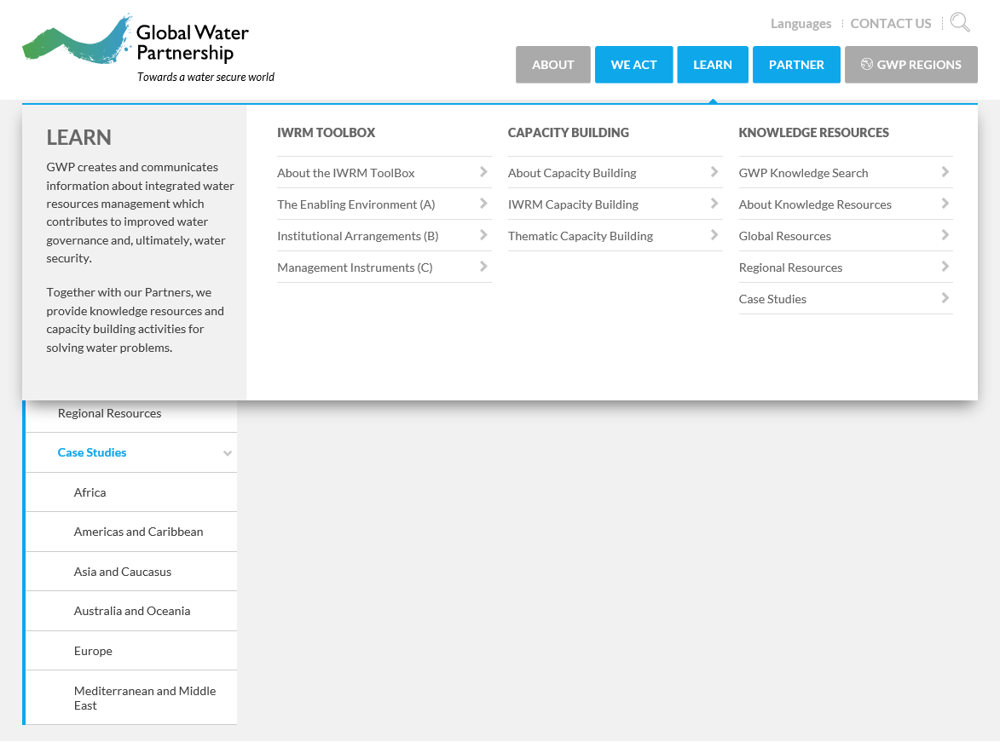 Global Water
Partnership
Towards a water secure world
Languages
CONTACT US
ABOUT
WE ACT
LEARN
PARTNER
GWP REGIONS
LEARN
GWP creates and communicates
information about integrated water
resources management which
contributes to improved water
governance and, ultimately, water
security.
Together with our Partners, we
provide knowledge resources and
capacity building activities for
solving water problems.
IWRM TOOLBOX
About the IWRM ToolBox
The Enabling Environment (A)
Institutional Arrangements (B)
Management Instruments (C)
CAPACITY BUILDING
About Capacity Building
IWRM Capacity Building
Thematic Capacity Building
KNOWLEDGE RESOURCES
GWP Knowledge Search
About Knowledge Resources
Global Resources
Regional Resources
Case Studies
Regional Resources
Case Studies
Africa
Americas and Caribbean
Asia and Caucasus
Australia and Oceania
Europe
Mediterranean and Middle
East